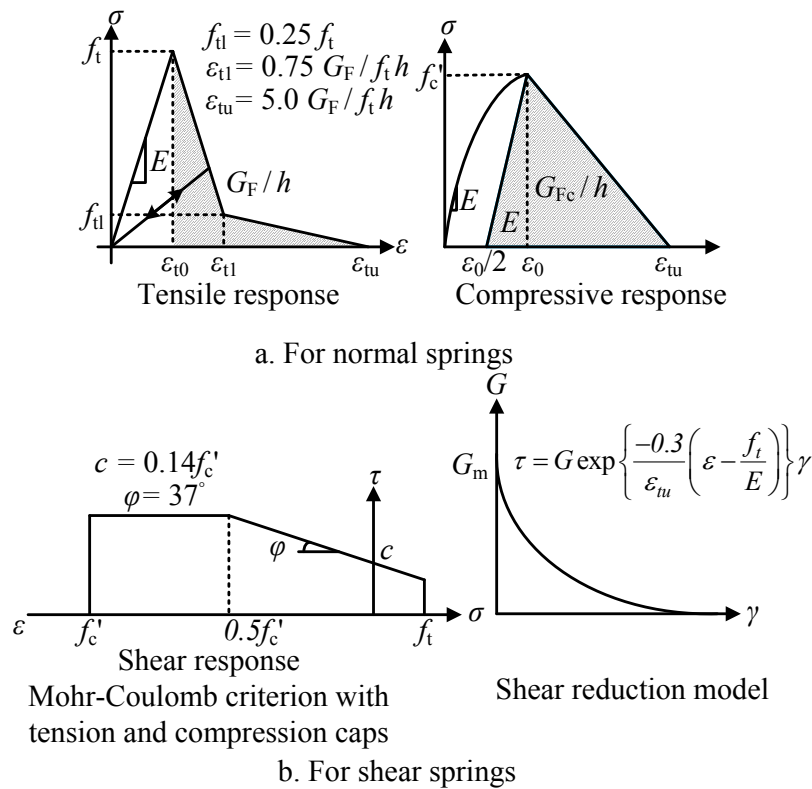 σ
f_t
f_tl
E
G_F / h
f_tl = 0.25 f_t
ε_t1 = 0.75 G_F / f_t h
ε_tu = 5.0 G_F / f_t h
ε
ε_t0 ε_t1 ε_tu
Tensile response
σ
f_c'
E
E
G_Fc / h
ε_0/2 ε_0 ε_tu
Compressive response
a. For normal springs
c = 0.14f_c'
φ = 37°
τ
φ
c
ε
σ
f_c' 0.5f_c' f_t
Shear response
Mohr-Coulomb criterion with
tension and compression caps
G
G_m
τ = G exp{-0.3/ε_tu (ε - f_t/E)}γ
γ
Shear reduction model
b. For shear springs